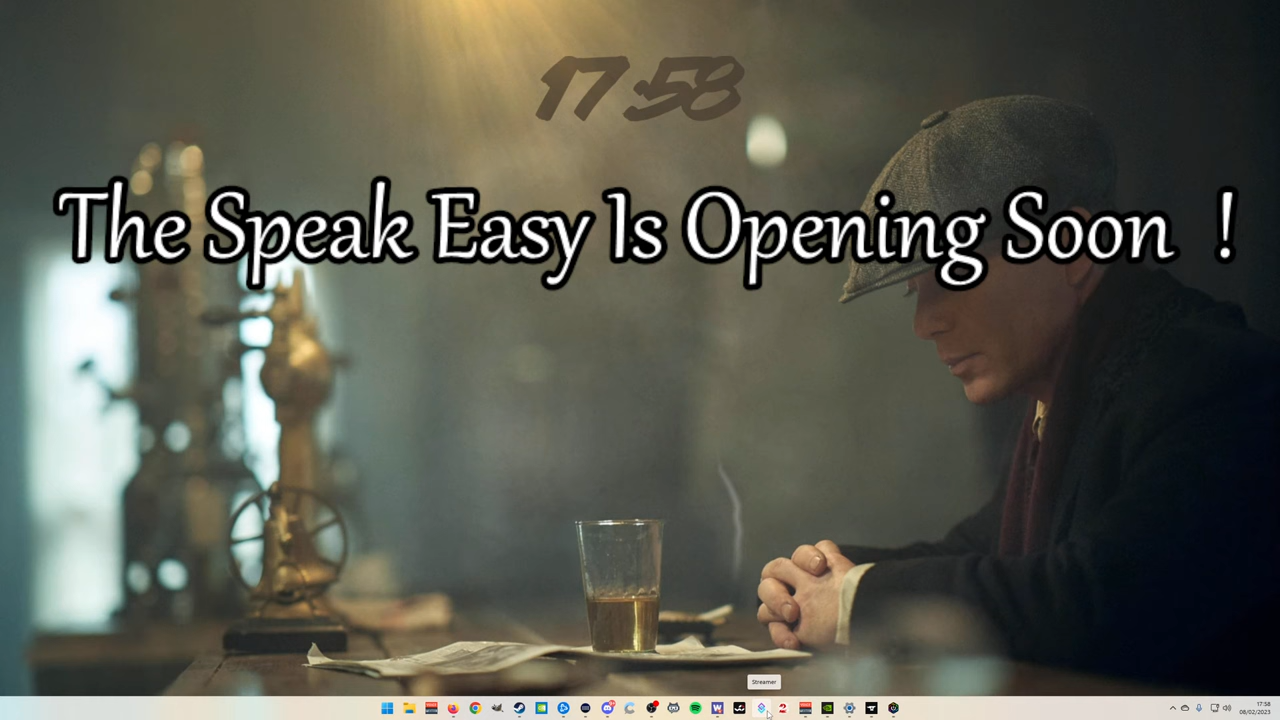 17:58
The Speak Easy Is Opening Soon !
Streamer
17:58
08/02/2023